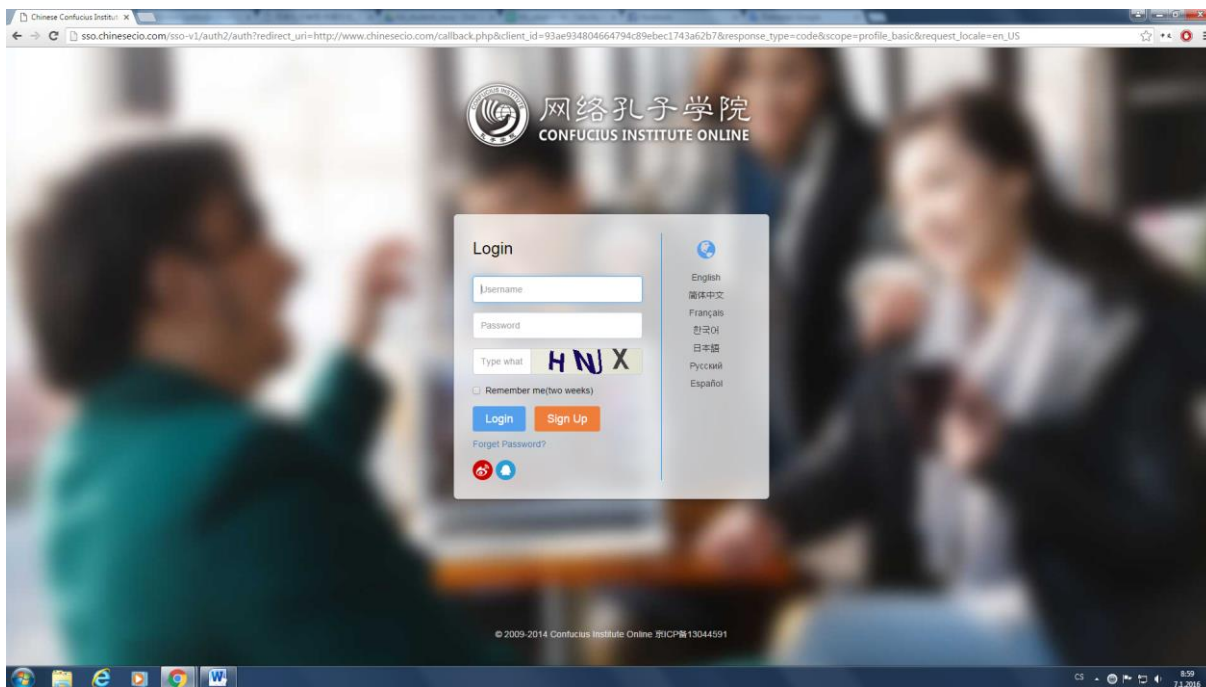 Chinese Confucius Institut
sso.chinesecio.com/sso-v1/auth2/auth?redirect_uri=http://www.chinesecio.com/callback.php&client_id=93ae934804664794c89ebec1743a62b7&response_type=code&scope=profile_basic&request_locale=en_US
网络孔子学院
CONFUCIUS INSTITUTE ONLINE
Login
Username
Password
Type what
H N J X
Remember me(two weeks)
Login Sign Up
Forget Password?
English
简体中文
Français
한국어
日本語
Русский
Español
© 2009-2014 Confucius Institute Online 京ICP备13044591
CS
8:59
7.1.2016